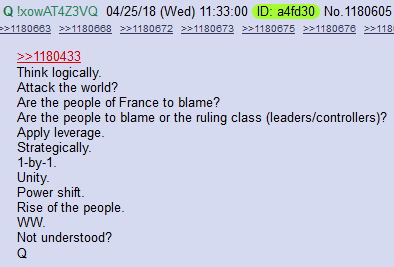 Q !xowAT4Z3VQ 04/25/18 (Wed) 11:33:00 ID: a4fd30 No.1180605
>>1180663 >>1180668 >>1180672 >>1180673 >>1180675 >>1180676 >>118
>>1180433
Think logically.
Attack the world?
Are the people of France to blame?
Are the people to blame or the ruling class (leaders/controllers)?
Apply leverage.
Strategically.
1-by-1.
Unity.
Power shift.
Rise of the people.
WW.
Not understood?
Q